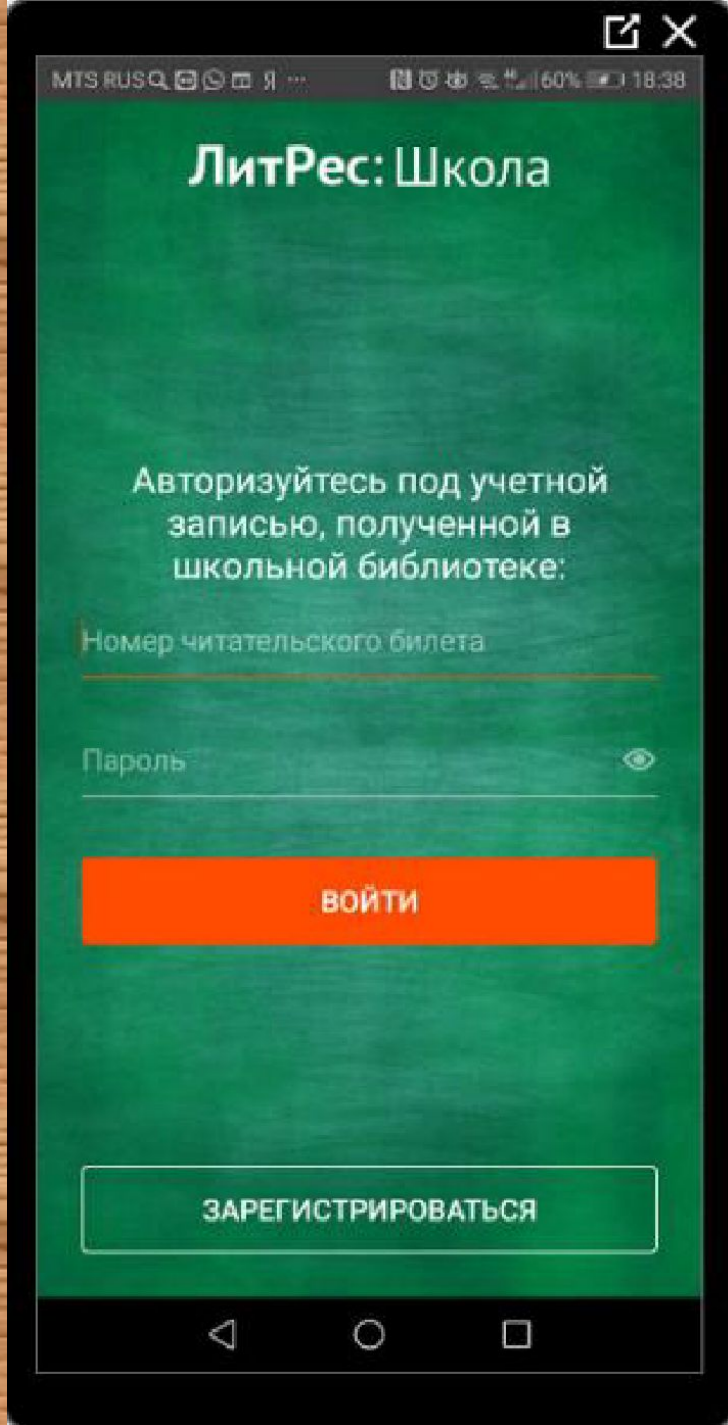 MTS RUS Я ... 60% 18:38
ЛитРес: Школа
Авторизуйтесь под учетной
записью, полученной в
школьной библиотеке:
Номер читательского билета
Пароль
ВОЙТИ
ЗАРЕГИСТРИРОВАТЬСЯ